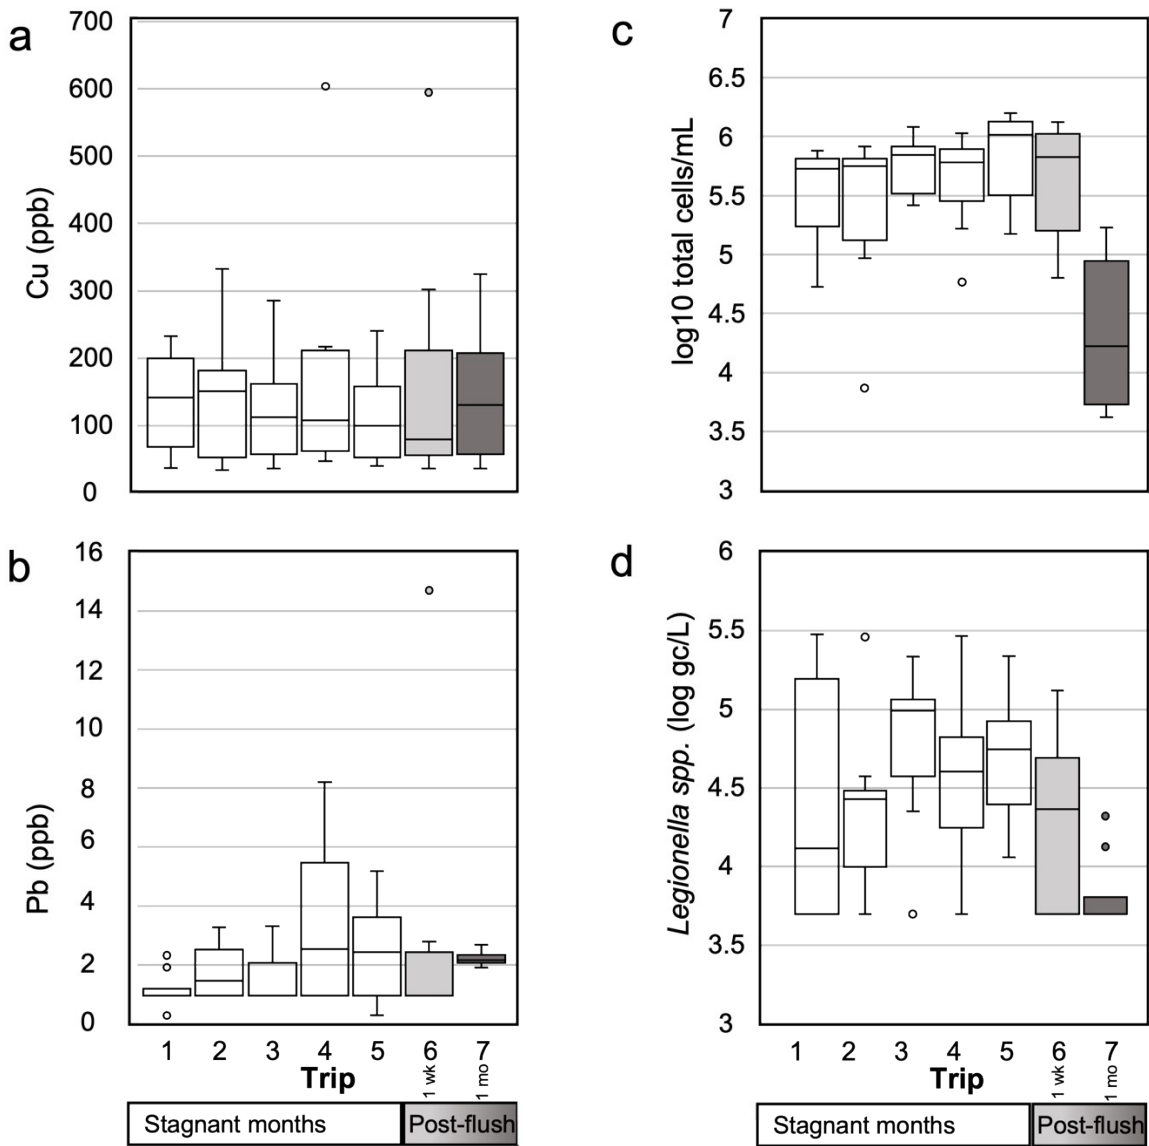 a
Cu (ppb)
700
600
500
400
300
200
100
0
c
log10 total cells/mL
7
6.5
6
5.5
5
4.5
4
3.5
3
b
Pb (ppb)
16
14
12
10
8
6
4
2
0
1 2 3 4 5 6 7
Trip
1 wk
1 mo
Stagnant months
Post-flush
d
Legionella spp. (log gc/L)
6
5.5
5
4.5
4
3.5
3
1 2 3 4 5 6 7
Trip
1 wk
1 mo
Stagnant months
Post-flush